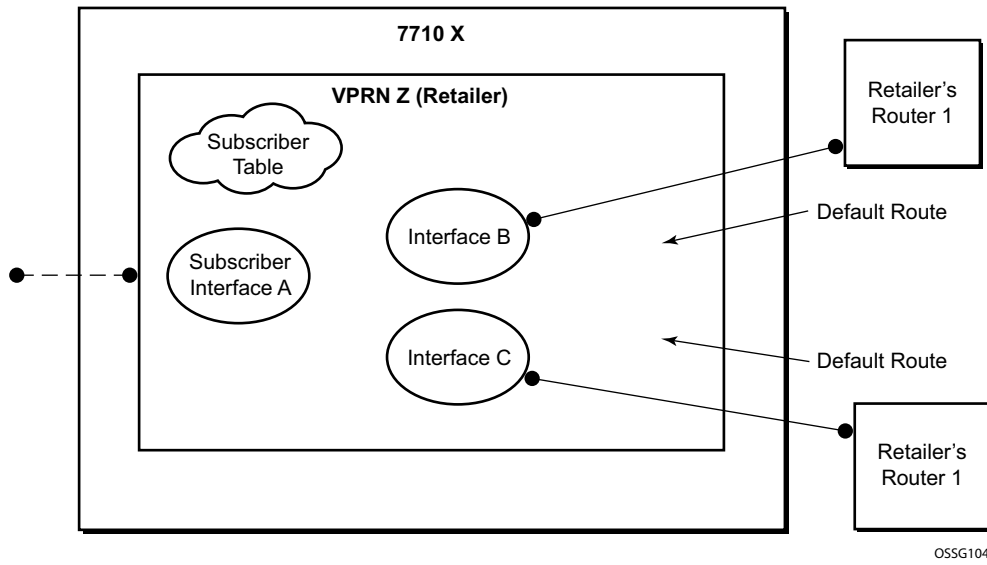 7710 X
VPRN Z (Retailer)
Subscriber
Table
Subscriber
Interface A
Interface B
Interface C
Retailer's
Router 1
Default Route
Default Route
Retailer's
Router 1
OSSG104